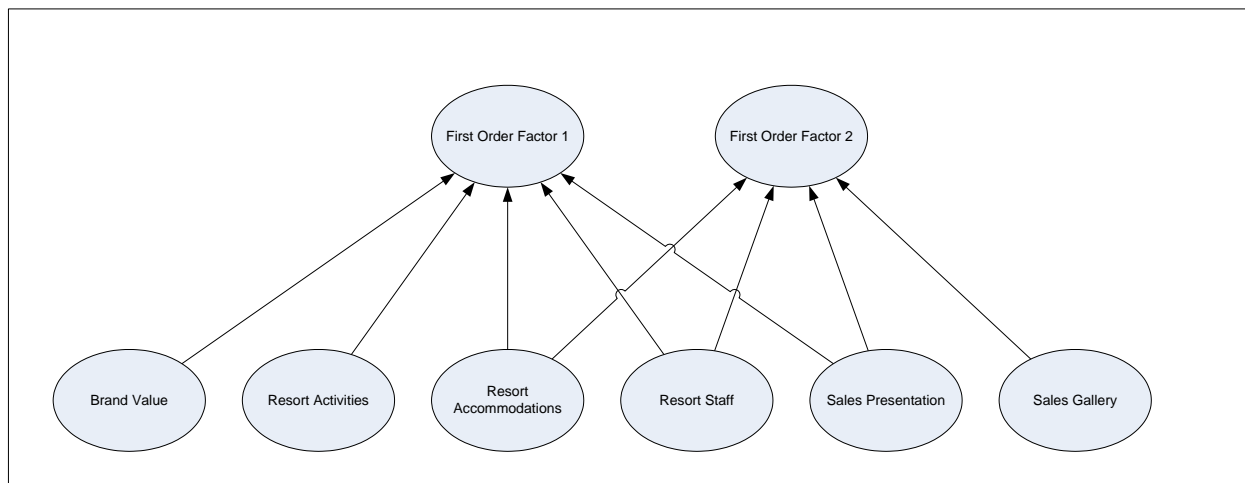 First Order Factor 1
First Order Factor 2
Brand Value
Resort Activities
Resort
Accommodations
Resort Staff
Sales Presentation
Sales Gallery